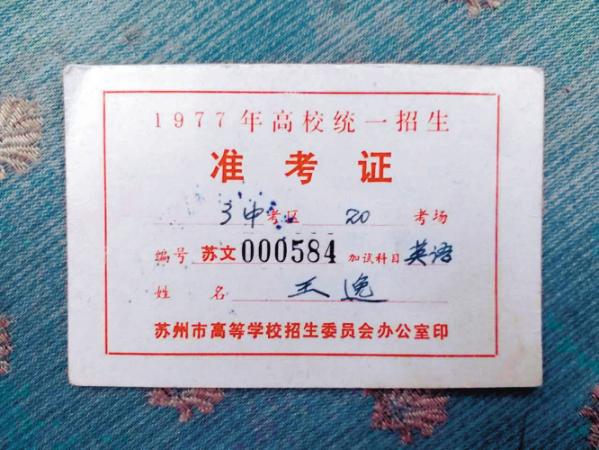 1977年高校统一招生
准考证
3中考区 20 考场
编号 苏文000584 加试科目 英语
姓名 王逸
苏州市高等学校招生委员会办公室印